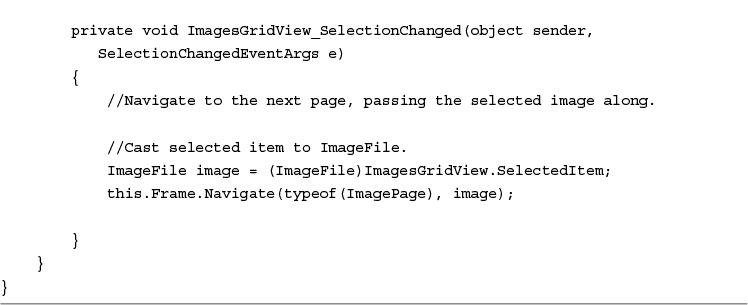 private void ImagesGridView_SelectionChanged(object sender,
SelectionChangedEventArgs e)
{
//Navigate to the next page, passing the selected image along.
//Cast selected item to ImageFile.
ImageFile image = (ImageFile)ImagesGridView.SelectedItem;
this.Frame.Navigate(typeof(ImagePage), image);
}
}
}